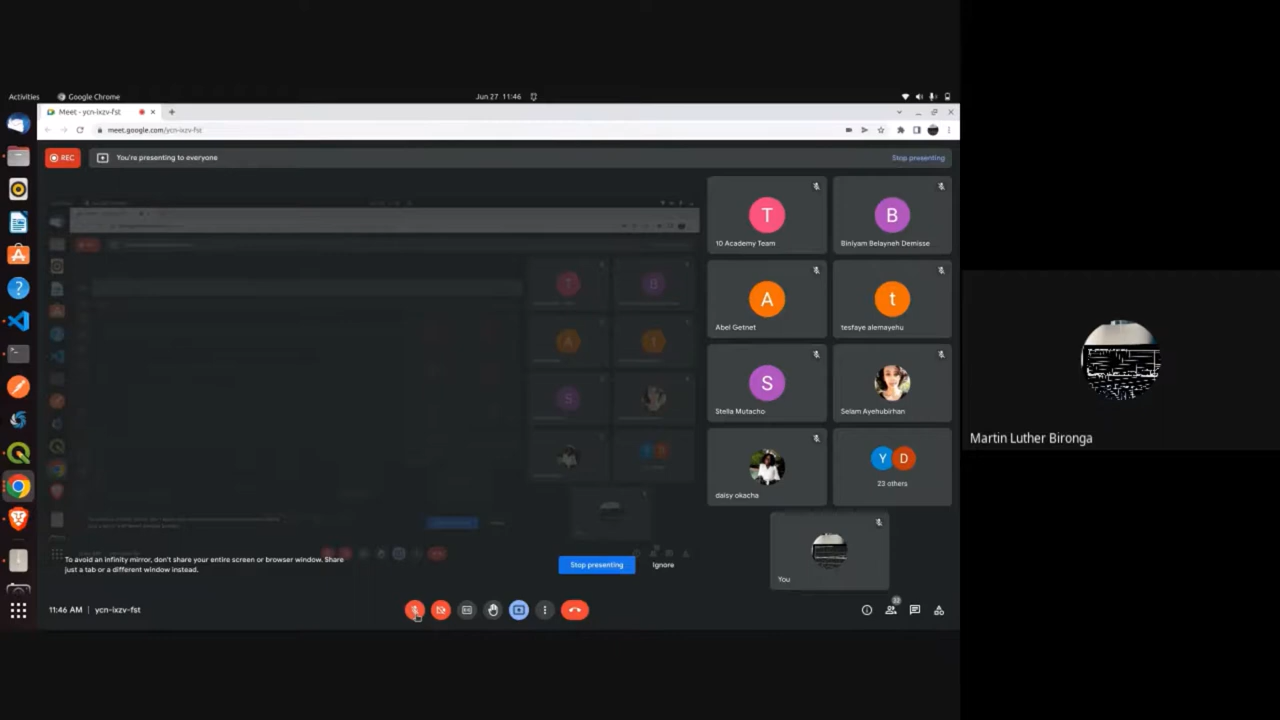 Activities
Google Chrome
Jun 27 11:46
Meet - ycn-ixzv-fst
meet.google.com/ycn-ixzv-fst
REC
You're presenting to everyone
Stop presenting
T
10 Academy Team
B
Biniyam Belayneh Demisse
A
Abel Getnet
t
tesfaye alemayehu
S
Stella Mutacho
Selam Ayehubirhan
daisy okacha
Y D
23 others
You
To avoid an infinity mirror, don't share your entire screen or browser window. Share
just a tab or a different window instead.
Stop presenting
Ignore
11:46 AM | ycn-ixzv-fst
Martin Luther Bironga